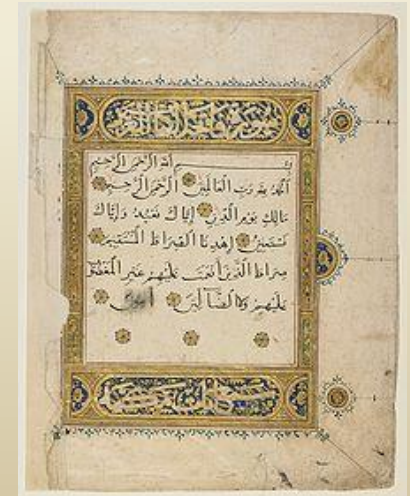 بسم الله الرحمن الرحيم
الحمد لله رب العالمين الرحمن الرحيم
مالك يوم الدين إياك نعبد وإياك
نستعين إهدنا الصراط المستقيم
صراط الذين أنعمت عليهم غير المغضوب
عليهم ولا الضالين